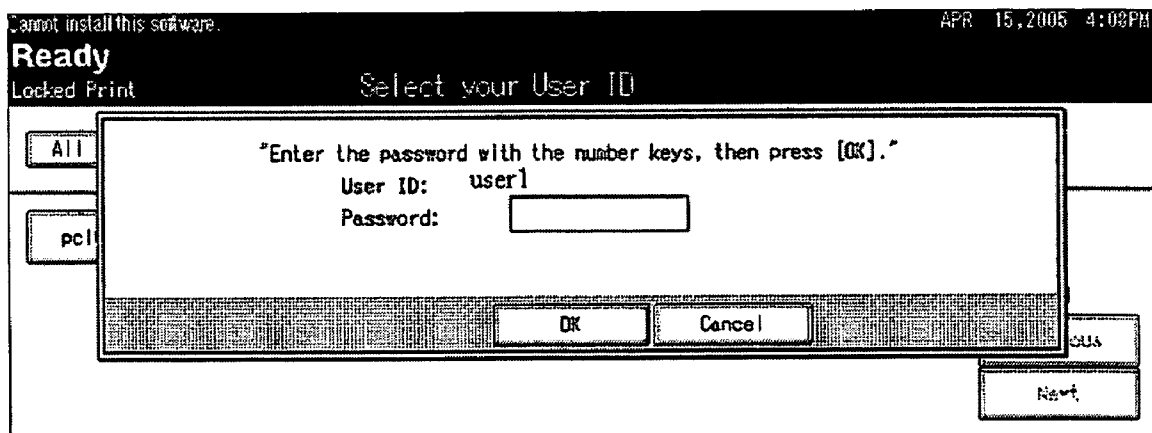 Cannot install this software.
APR 15,2005 4:08PM
Ready
Locked Print
Select your User ID
All
"Enter the password with the number keys, then press [OK]."
User ID: user1
Password:
pcl
OK Cancel
ous
Next